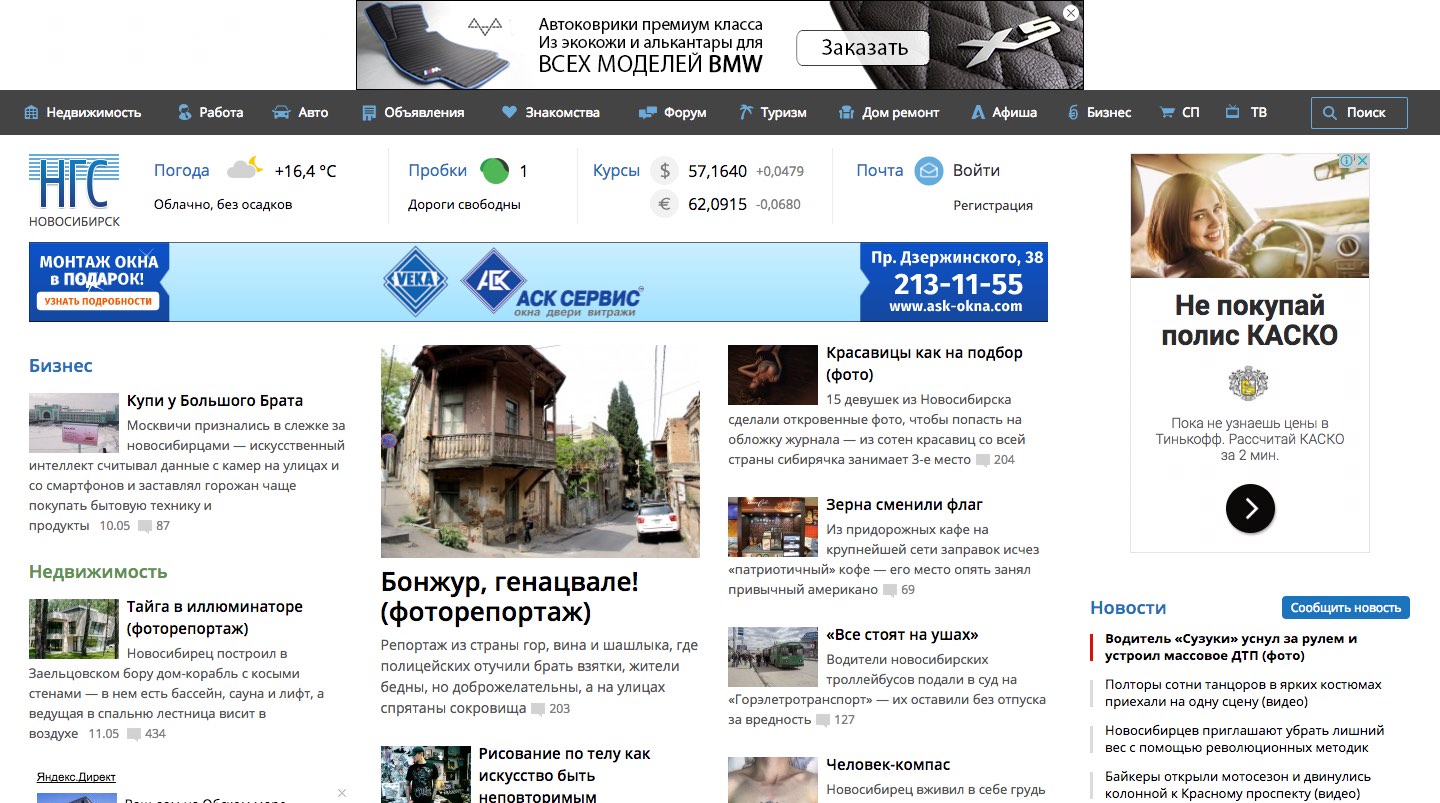 Автоковрики премиум класса
Из экокожи и алькантары для
ВСЕХ МОДЕЛЕЙ BMW
Заказать
X5
Недвижимость Работа Авто Объявления Знакомства Форум Туризм Дом ремонт Афиша Бизнес СП ТВ Поиск
НГС
НОВОСИБИРСК
Погода +16,4 °C
Облачно, без осадков
Пробки 1
Дороги свободны
Курсы $ 57,1640 +0,0479
€ 62,0915 -0,0680
Почта Войти
Регистрация
МОНТАЖ ОКНА
в ПОДАРОК!
УЗНАТЬ ПОДРОБНОСТИ
VEKA
АСК
АСК СЕРВИС
окна двери витражи
Пр. Дзержинского, 38
213-11-55
www.ask-okna.com
Бизнес
Купи у Большого Брата
Москвичи признались в слежке за
новосибирцами — искусственный
интеллект считывал данные с камер на улицах и
со смартфонов и заставлял горожан чаще
покупать бытовую технику и
продукты 10.05 87
Недвижимость
Тайга в иллюминаторе
(фоторепортаж)
Новосибирец построил в
Заельцовском бору дом-корабль с косыми
стенами — в нем есть бассейн, сауна и лифт, а
ведущая в спальню лестница висит в
воздухе 11.05 434
Яндекс.Директ
Бонжур, генацвале!
(фоторепортаж)
Репортаж из страны гор, вина и шашлыка, где
полицейских отучили брать взятки, жители
бедны, но доброжелательны, а на улицах
спрятаны сокровища 203
Рисование по телу как
искусство быть
неповторимым
Красавицы как на подбор
(фото)
15 девушек из Новосибирска
сделали откровенные фото, чтобы попасть на
обложку журнала — из сотен красавиц со всей
страны сибирячка занимает 3-е место 204
Зерна сменили флаг
Из придорожных кафе на
крупнейшей сети заправок исчез
«патриотичный» кофе — его место опять занял
привычный американо 69
«Все стоят на ушах»
Водители новосибирских
троллейбусов подали в суд на
«Горэлетротранспорт» — их оставили без отпуска
за вредность 127
Человек-компас
Новосибирец вживил в себе грудь
Не покупай
полис КАСКО
Пока не узнаешь цены в
Тинькофф. Рассчитай КАСКО
за 2 мин.
Новости
Сообщить новость
Водитель «Сузуки» уснул за рулем и
устроил массовое ДТП (фото)
Полторы сотни танцоров в ярких костюмах
приехали на одну сцену (видео)
Новосибирцев приглашают убрать лишний
вес с помощью революционных методик
Байкеры открыли мотосезон и двинулись
колонной к Красному проспекту (видео)